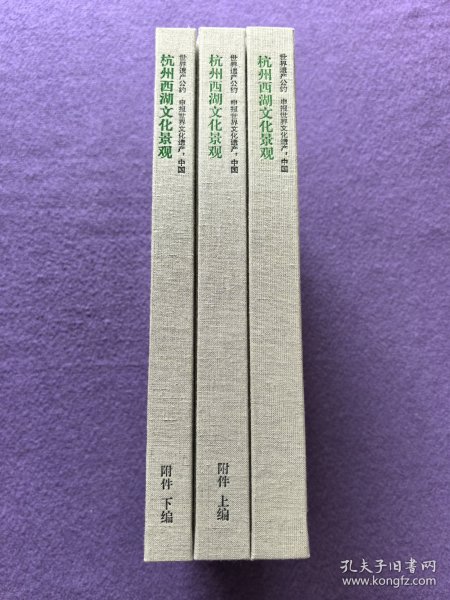 世界遗产公约 申报世界文化遗产:中国
杭州西湖文化景观
附件 下编
世界遗产公约 申报世界文化遗产:中国
杭州西湖文化景观
附件 上编
世界遗产公约 申报世界文化遗产:中国
杭州西湖文化景观
孔夫子旧书网
www.kongfz.com